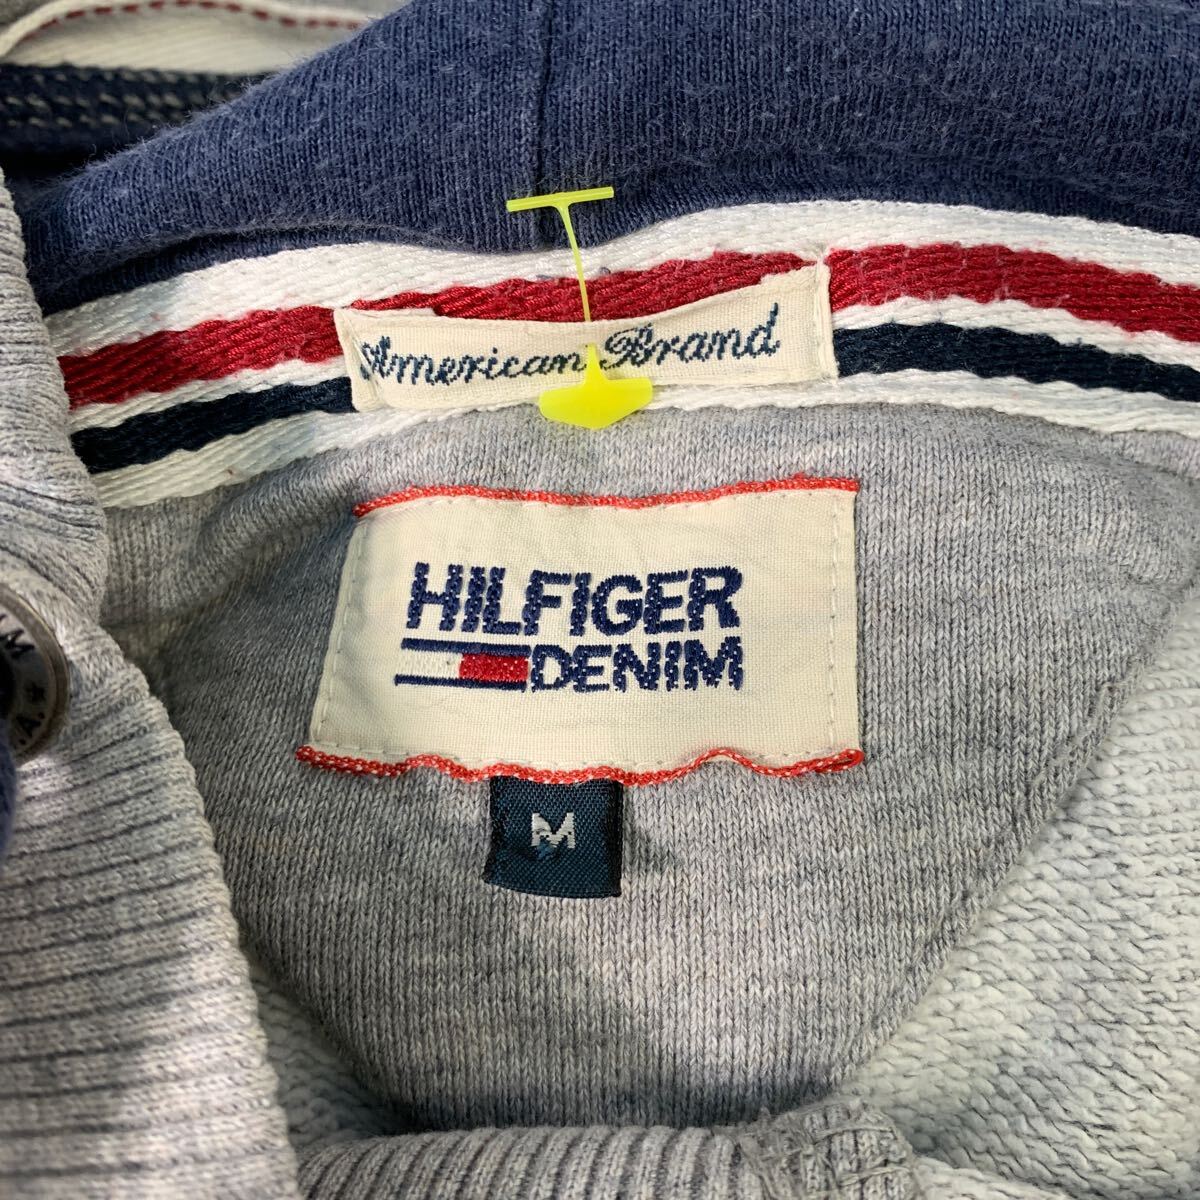 American Brand
HILFIGER
DENIM
M